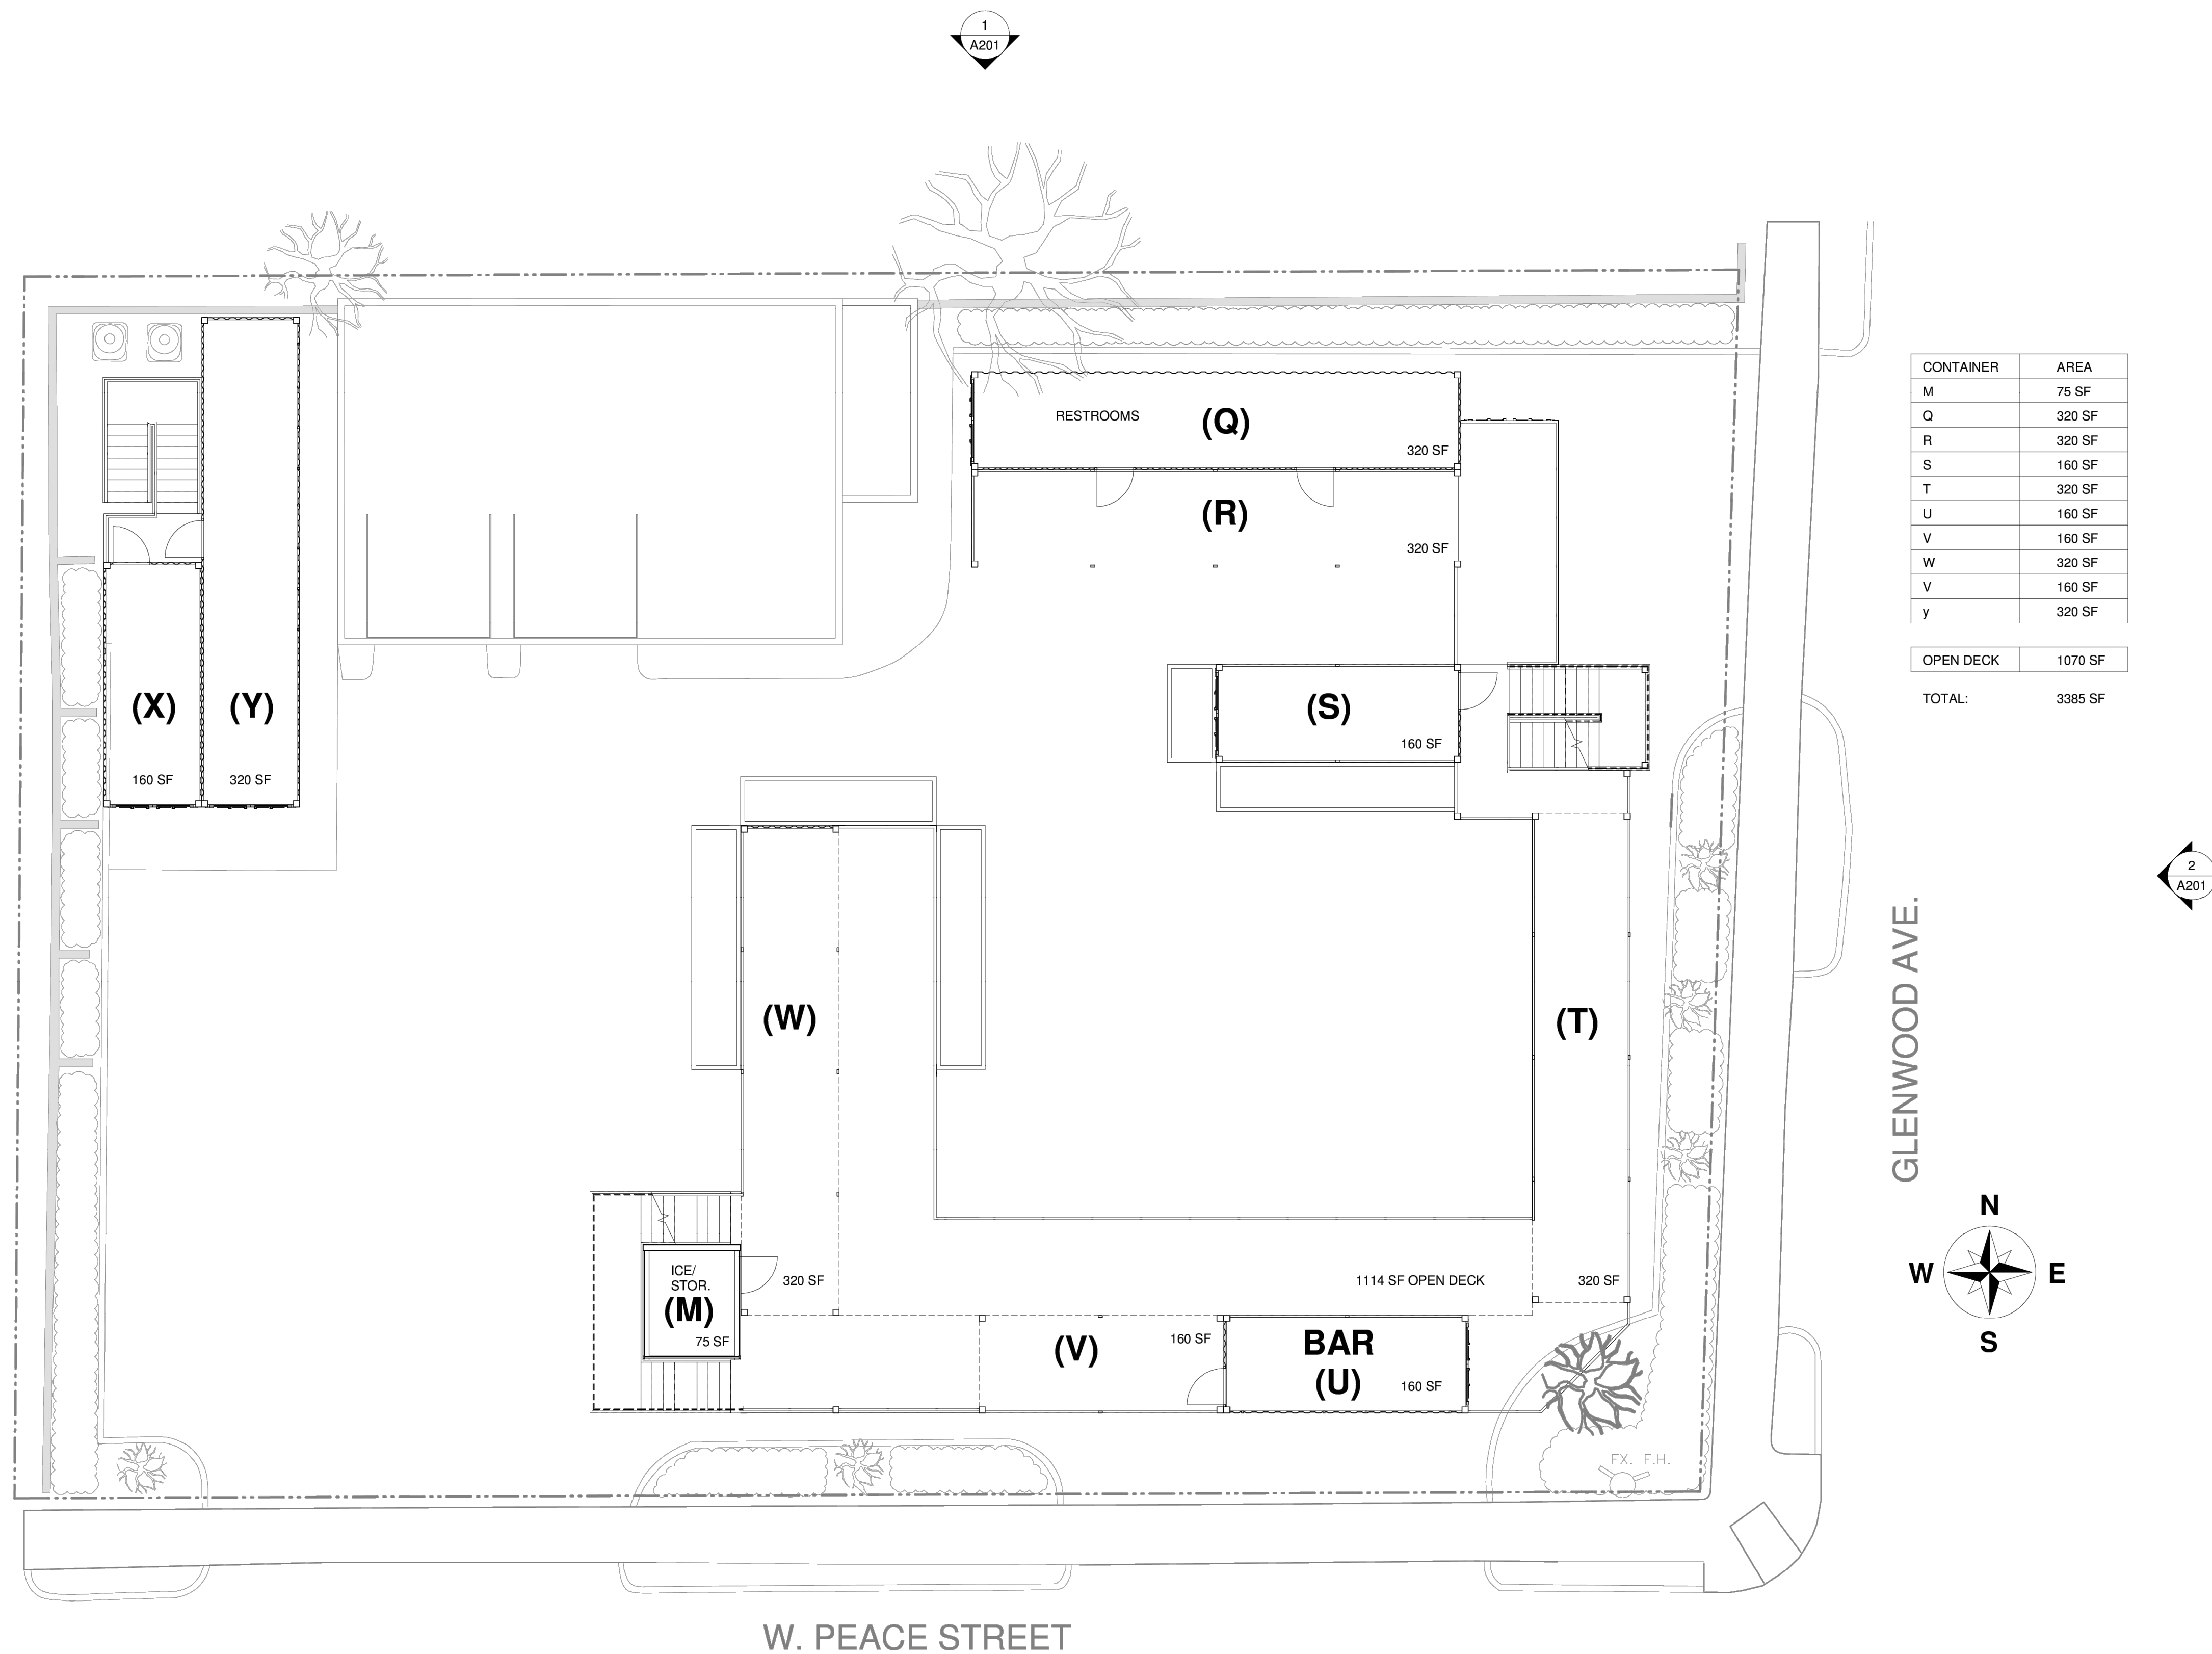 1
A201
RESTROOMS
(Q)
320 SF
(R)
320 SF
(X)
160 SF
(Y)
320 SF
(S)
160 SF
(W)
320 SF
(T)
320 SF
1114 SF OPEN DECK
ICE/
STOR.
(M)
75 SF
(V)
160 SF
BAR
(U)
160 SF
EX. F.H.
CONTAINER AREA
M 75 SF
Q 320 SF
R 320 SF
S 160 SF
T 320 SF
U 160 SF
V 160 SF
W 320 SF
V 160 SF
y 320 SF
OPEN DECK 1070 SF
TOTAL: 3385 SF
2
A201
GLENWOOD AVE.
N
W E
S
W. PEACE STREET